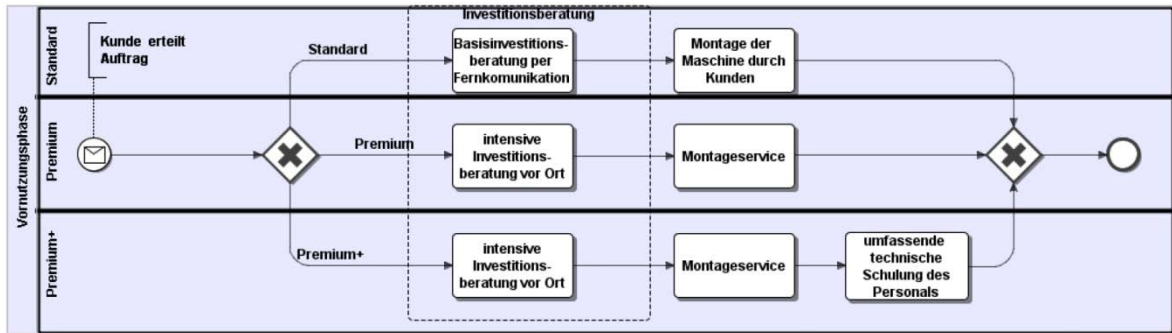 Vornutzungsphase
Standard
Kunde erteilt
Auftrag
Standard
Investitionsberatung
Basisinvestitions-
beratung per
Fernkomunikation
Montage der
Maschine durch
Kunden
Premium
Premium
intensive
Investitions-
beratung vor Ort
Montageservice
Premium+
Premium+
intensive
Investitions-
beratung vor Ort
Montageservice
umfassende
technische
Schulung des
Personals